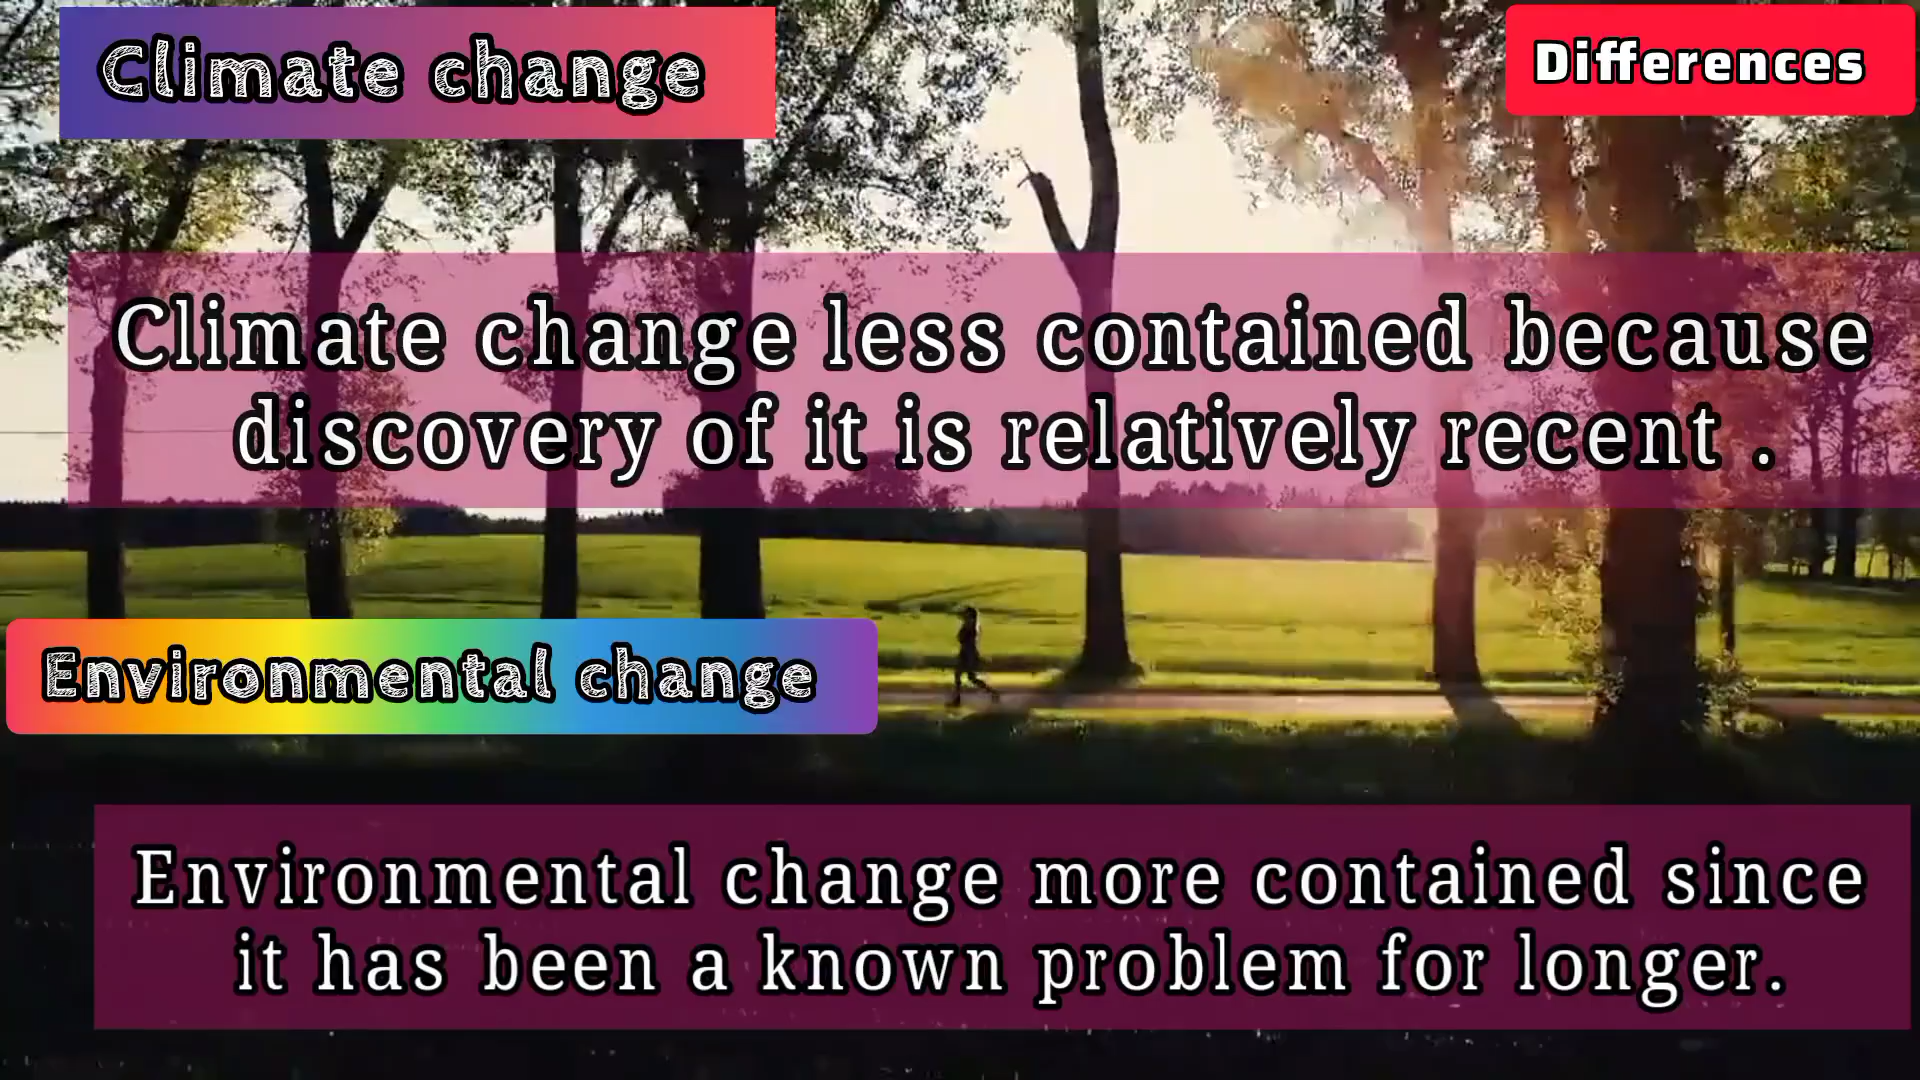 Climate change
Differences
Climate change less contained because
discovery of it is relatively recent .
Environmental change
Environmental change more contained since
it has been a known problem for longer.